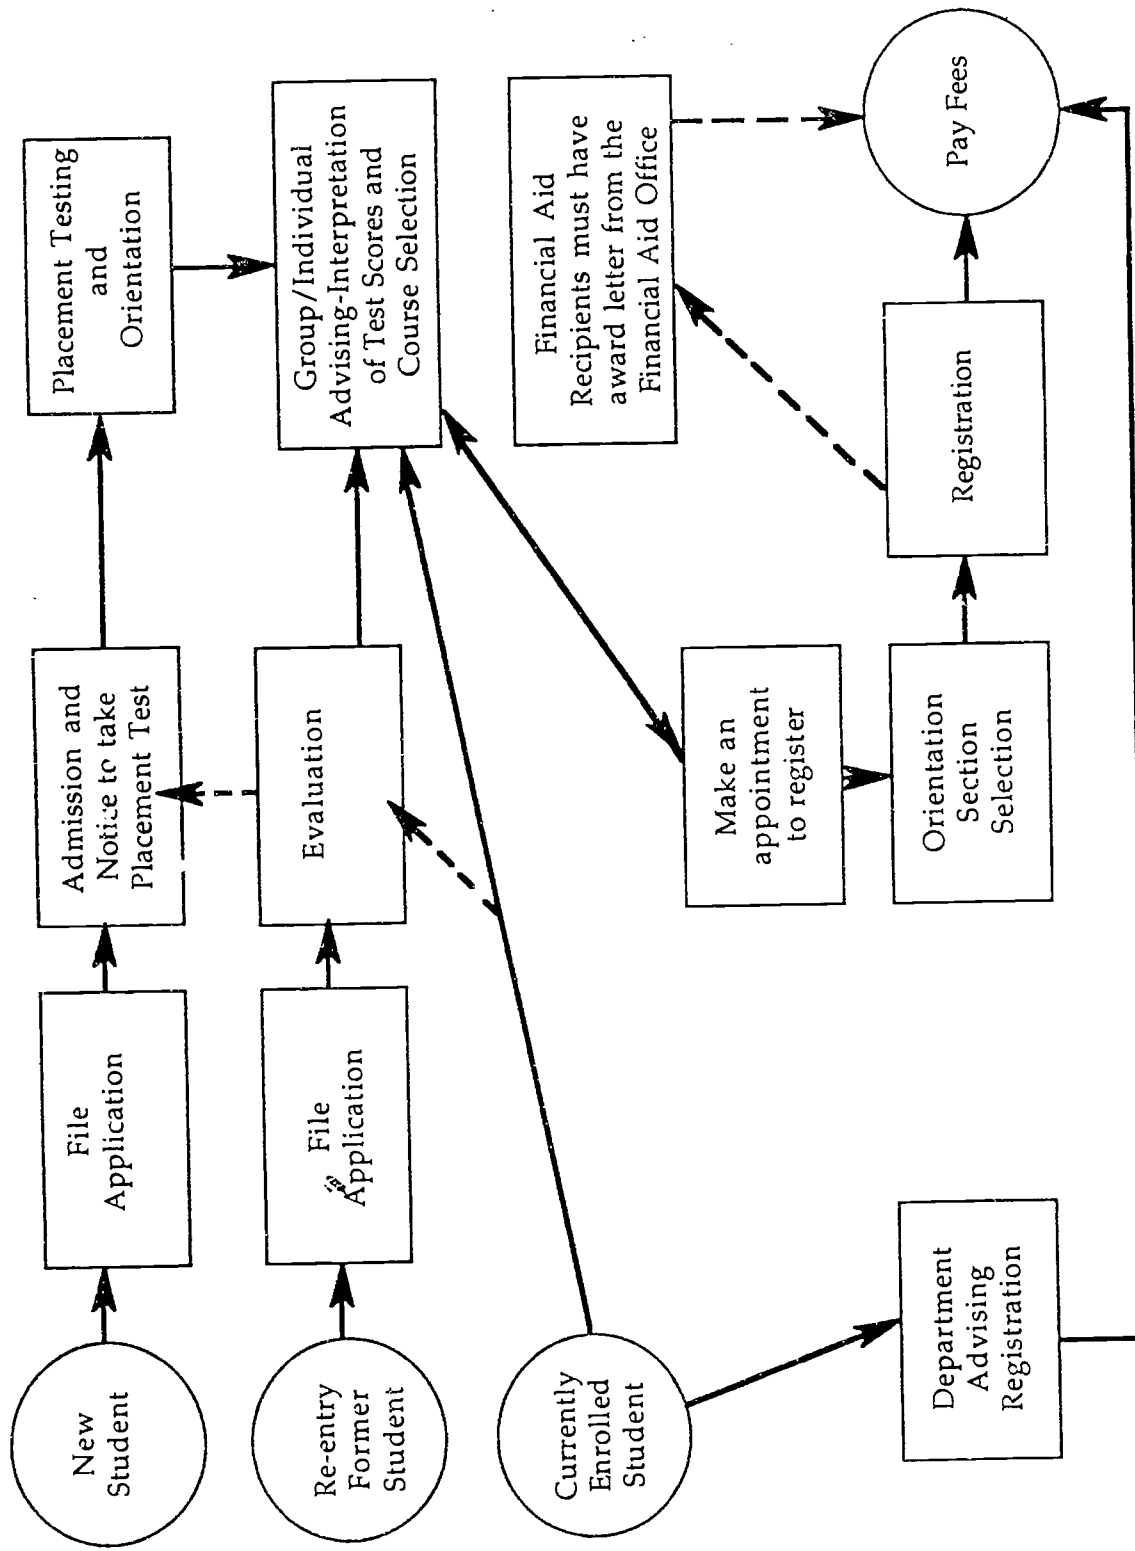 New
Student
File
Application
Admission and
Notice to take
Placement Test
Placement Testing
and
Orientation
Re-entry
Former
Student
File
Application
Evaluation
Group/Individual
Advising-Interpretation
of Test Scores and
Course Selection
Currently
Enrolled
Student
Make an
appointment
to register
Financial Aid
Recipients must have
award letter from the
Financial Aid Office
Department
Advising
Registration
Orientation
Section
Selection
Registration
Pay Fees